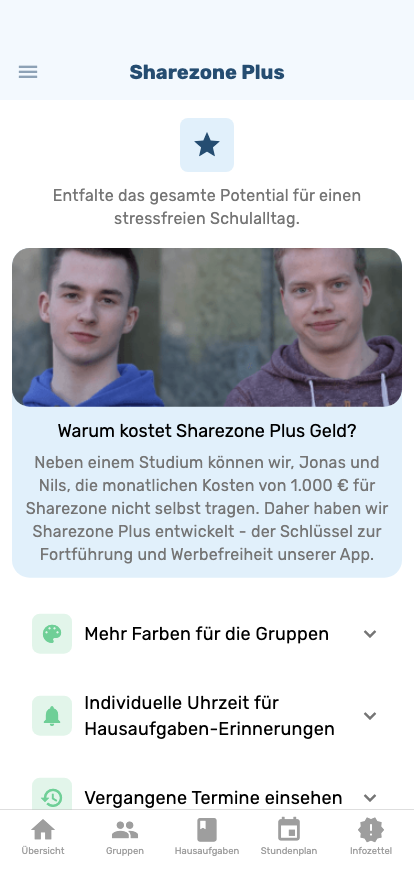 Sharezone Plus
Entfalte das gesamte Potential für einen
stressfreien Schulalltag.
Warum kostet Sharezone Plus Geld?
Neben einem Studium können wir, Jonas und
Nils, die monatlichen Kosten von 1.000 € für
Sharezone nicht selbst tragen. Daher haben wir
Sharezone Plus entwickelt - der Schlüssel zur
Fortführung und Werbefreiheit unserer App.
Mehr Farben für die Gruppen
Individuelle Uhrzeit für
Hausaufgaben-Erinnerungen
Vergangene Termine einsehen
Übersicht
Gruppen
Hausaufgaben
Stundenplan
Infozettel